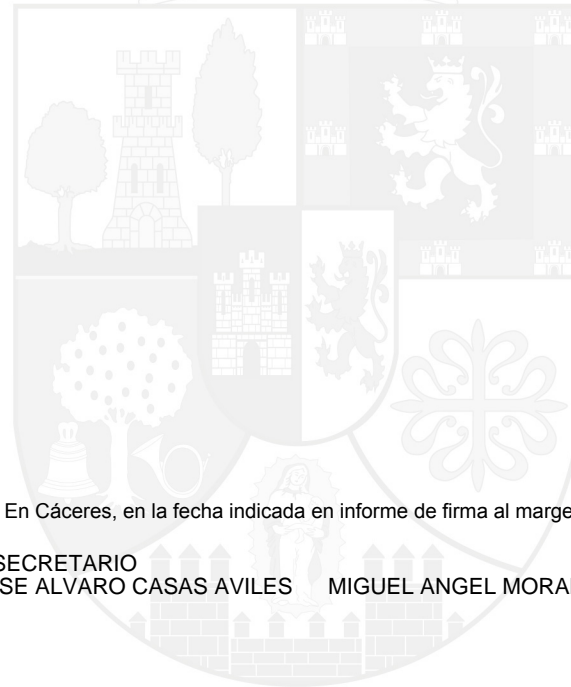 En Cáceres, en la fecha indicada en informe de firma al marge
SECRETARIO
SE ALVARO CASAS AVILES MIGUEL ANGEL MORA